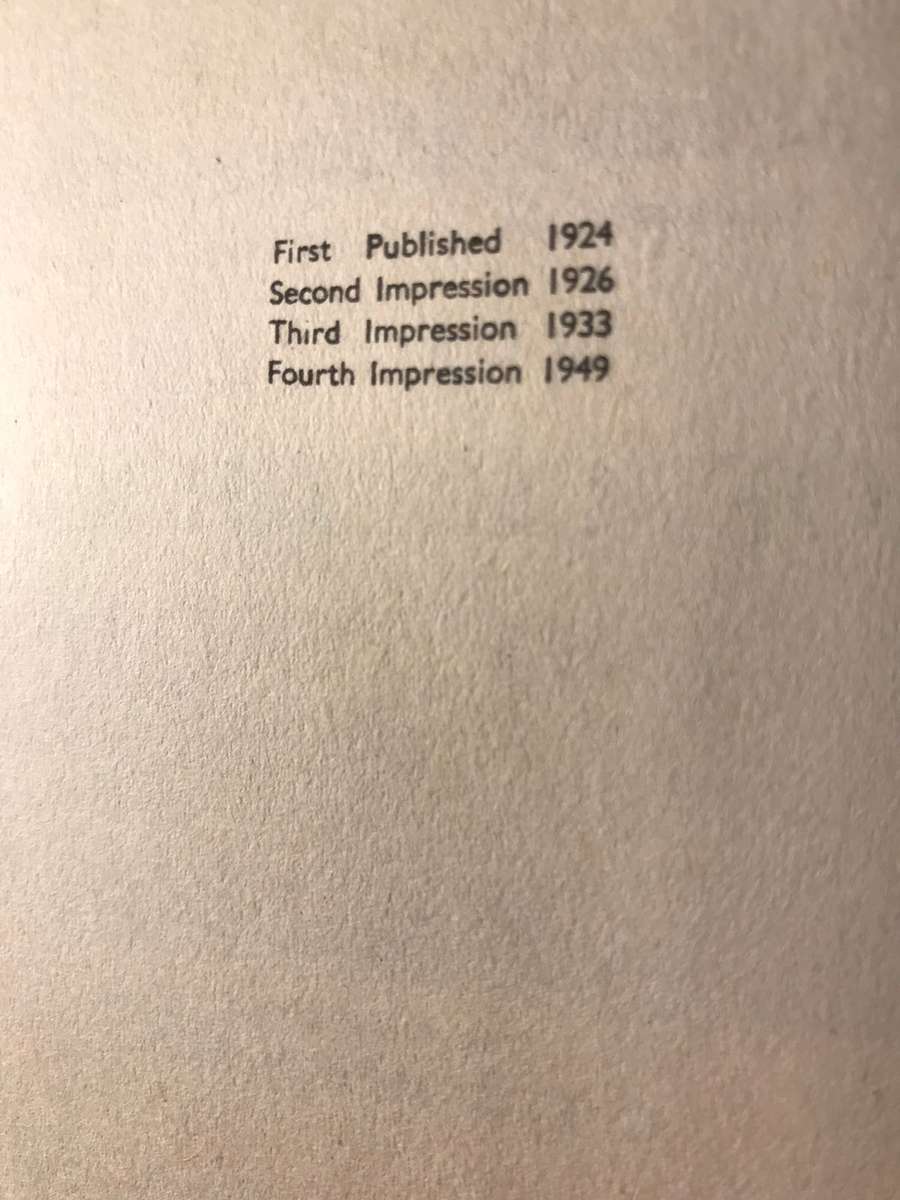 First Published 1924
Second Impression 1926
Third Impression 1933
Fourth Impression 1949